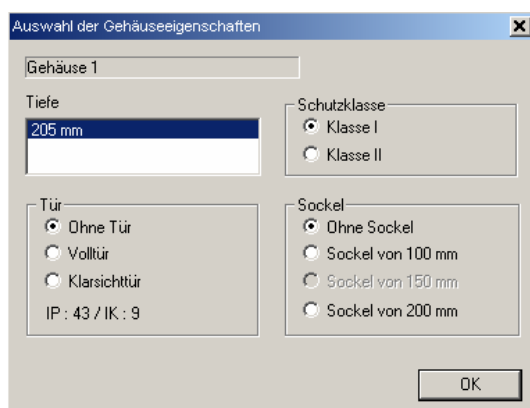 Auswahl der Gehäuseeigenschaften
Gehäuse 1
Tiefe
205 mm
Schutzklasse
Klasse I
Klasse II
Tür
Ohne Tür
Volltür
Klarsichttür
IP : 43 / IK : 9
Sockel
Ohne Sockel
Sockel von 100 mm
Sockel von 150 mm
Sockel von 200 mm
OK